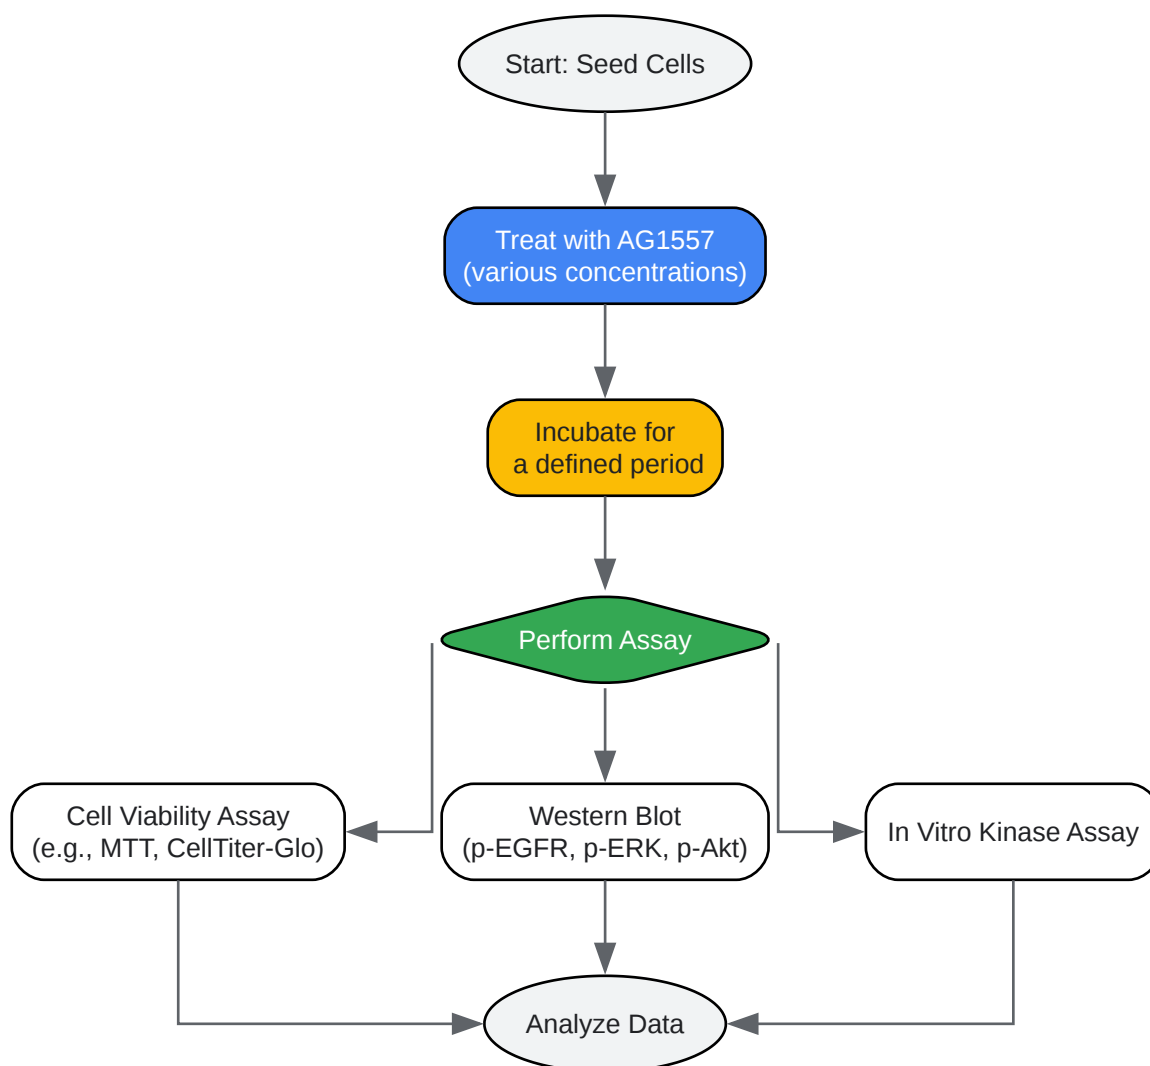 Start: Seed Cells
Treat with AG1557
(various concentrations)
Incubate for
a defined period
Perform Assay
Cell Viability Assay
(e.g., MTT, CellTiter-Glo)
Western Blot
(p-EGFR, p-ERK, p-Akt)
In Vitro Kinase Assay
Analyze Data